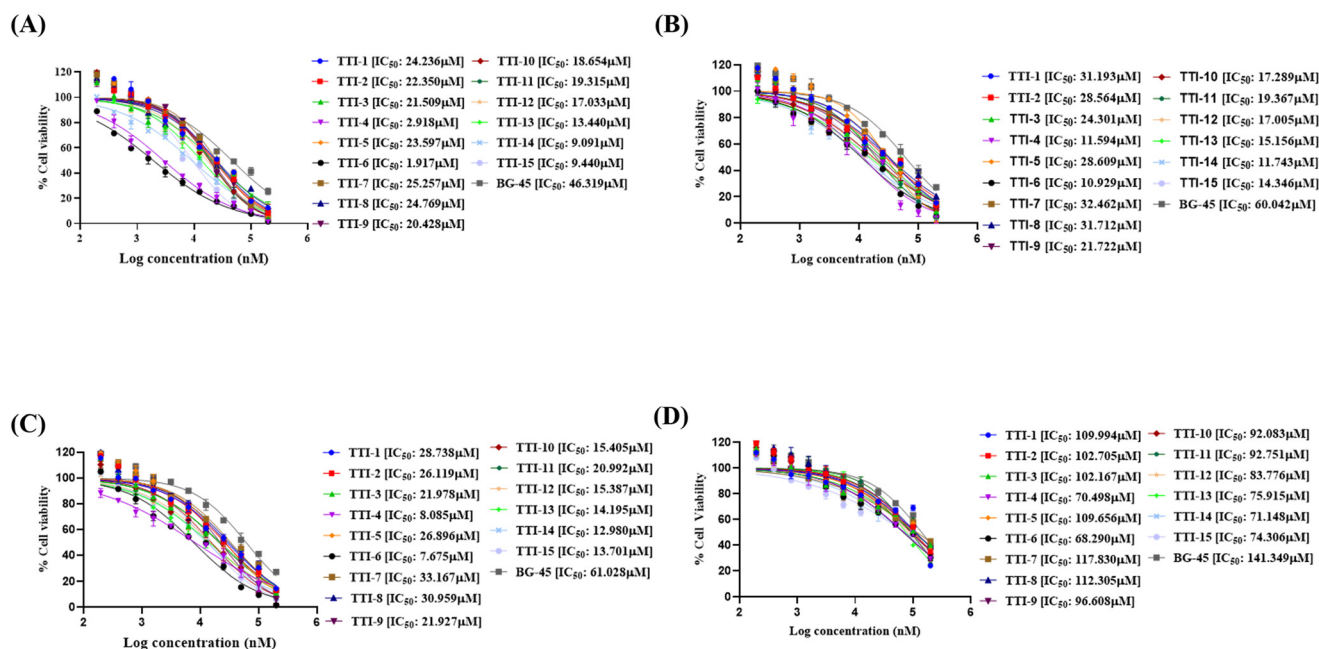 (A)
% Cell viability
120
100
80
60
40
20
0
2 3 4 5 6
Log concentration (nM)
TTI-1 [IC50: 24.236μM]
TTI-2 [IC50: 22.350μM]
TTI-3 [IC50: 21.509μM]
TTI-4 [IC50: 2.918μM]
TTI-5 [IC50: 23.597μM]
TTI-6 [IC50: 1.917μM]
TTI-7 [IC50: 25.257μM]
TTI-8 [IC50: 24.769μM]
TTI-9 [IC50: 20.428μM]
TTI-10 [IC50: 18.654μM]
TTI-11 [IC50: 19.315μM]
TTI-12 [IC50: 17.033μM]
TTI-13 [IC50: 13.440μM]
TTI-14 [IC50: 9.091μM]
TTI-15 [IC50: 9.440μM]
BG-45 [IC50: 46.319μM]
(B)
% Cell viability
120
100
80
60
40
20
0
2 3 4 5 6
Log concentration (nM)
TTI-1 [IC50: 31.193μM]
TTI-2 [IC50: 28.564μM]
TTI-3 [IC50: 24.301μM]
TTI-4 [IC50: 11.594μM]
TTI-5 [IC50: 28.609μM]
TTI-6 [IC50: 10.929μM]
TTI-7 [IC50: 32.462μM]
TTI-8 [IC50: 31.712μM]
TTI-9 [IC50: 21.722μM]
TTI-10 [IC50: 17.289μM]
TTI-11 [IC50: 19.367μM]
TTI-12 [IC50: 17.005μM]
TTI-13 [IC50: 15.156μM]
TTI-14 [IC50: 11.743μM]
TTI-15 [IC50: 14.346μM]
BG-45 [IC50: 60.042μM]
(C)
% Cell viability
120
100
80
60
40
20
0
2 3 4 5 6
Log concentration (nM)
TTI-1 [IC50: 28.738μM]
TTI-2 [IC50: 26.119μM]
TTI-3 [IC50: 21.978μM]
TTI-4 [IC50: 8.085μM]
TTI-5 [IC50: 26.896μM]
TTI-6 [IC50: 7.675μM]
TTI-7 [IC50: 33.167μM]
TTI-8 [IC50: 30.959μM]
TTI-9 [IC50: 21.927μM]
TTI-10 [IC50: 15.405μM]
TTI-11 [IC50: 20.992μM]
TTI-12 [IC50: 15.387μM]
TTI-13 [IC50: 14.195μM]
TTI-14 [IC50: 12.980μM]
TTI-15 [IC50: 13.701μM]
BG-45 [IC50: 61.028μM]
(D)
% Cell Viability
120
100
80
60
40
20
0
2 3 4 5 6
Log concentration (nM)
TTI-1 [IC50: 109.994μM]
TTI-2 [IC50: 102.705μM]
TTI-3 [IC50: 102.167μM]
TTI-4 [IC50: 70.498μM]
TTI-5 [IC50: 109.656μM]
TTI-6 [IC50: 68.290μM]
TTI-7 [IC50: 117.830μM]
TTI-8 [IC50: 112.305μM]
TTI-9 [IC50: 96.608μM]
TTI-10 [IC50: 92.083μM]
TTI-11 [IC50: 92.751μM]
TTI-12 [IC50: 83.776μM]
TTI-13 [IC50: 75.915μM]
TTI-14 [IC50: 71.148μM]
TTI-15 [IC50: 74.306μM]
BG-45 [IC50: 141.349μM]